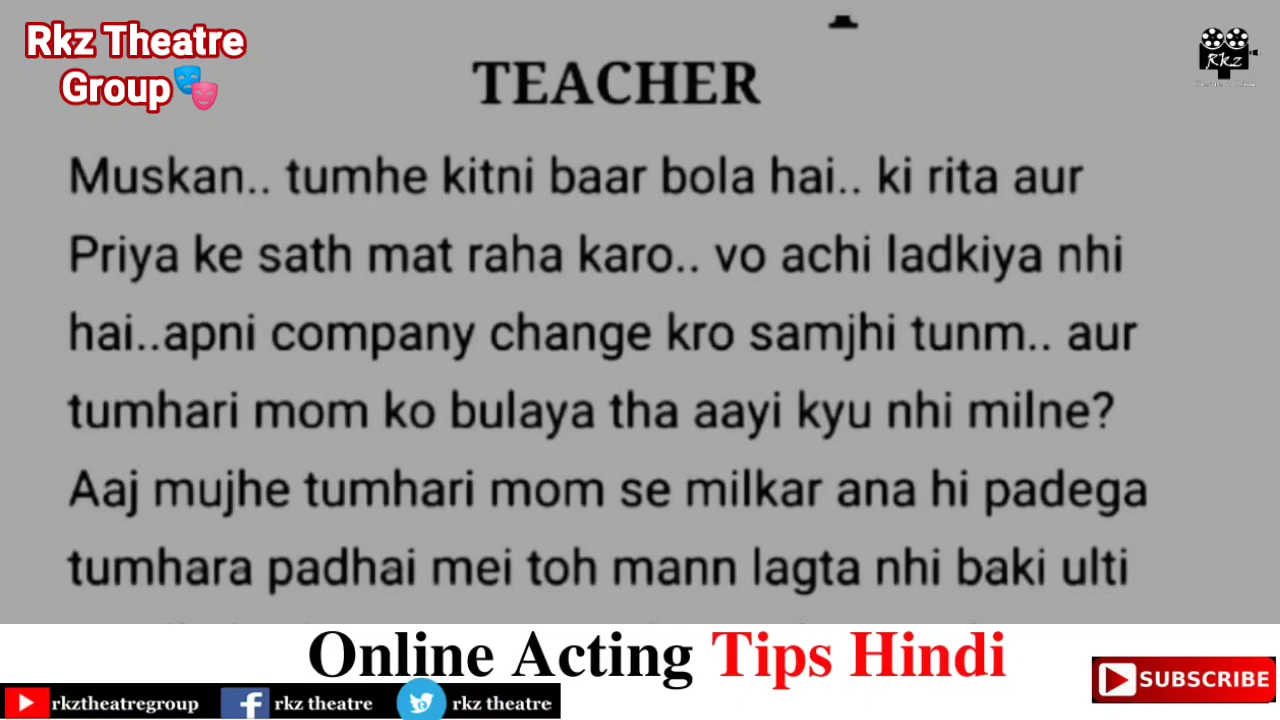 Rkz Theatre
Group
Rkz
TEACHER
Muskan.. tumhe kitni baar bola hai.. ki rita aur
Priya ke sath mat raha karo.. vo achi ladkiya nhi
hai..apni company change kro samjhi tunm.. aur
tumhari mom ko bulaya tha aayi kyu nhi milne?
Aaj mujhe tumhari mom se milkar ana hi padega
tumhara padhai mei toh mann lagta nhi baki ulti
Online Acting Tips Hindi
SUBSCRIBE
rkztheatregroup rkz theatre rkz theatre